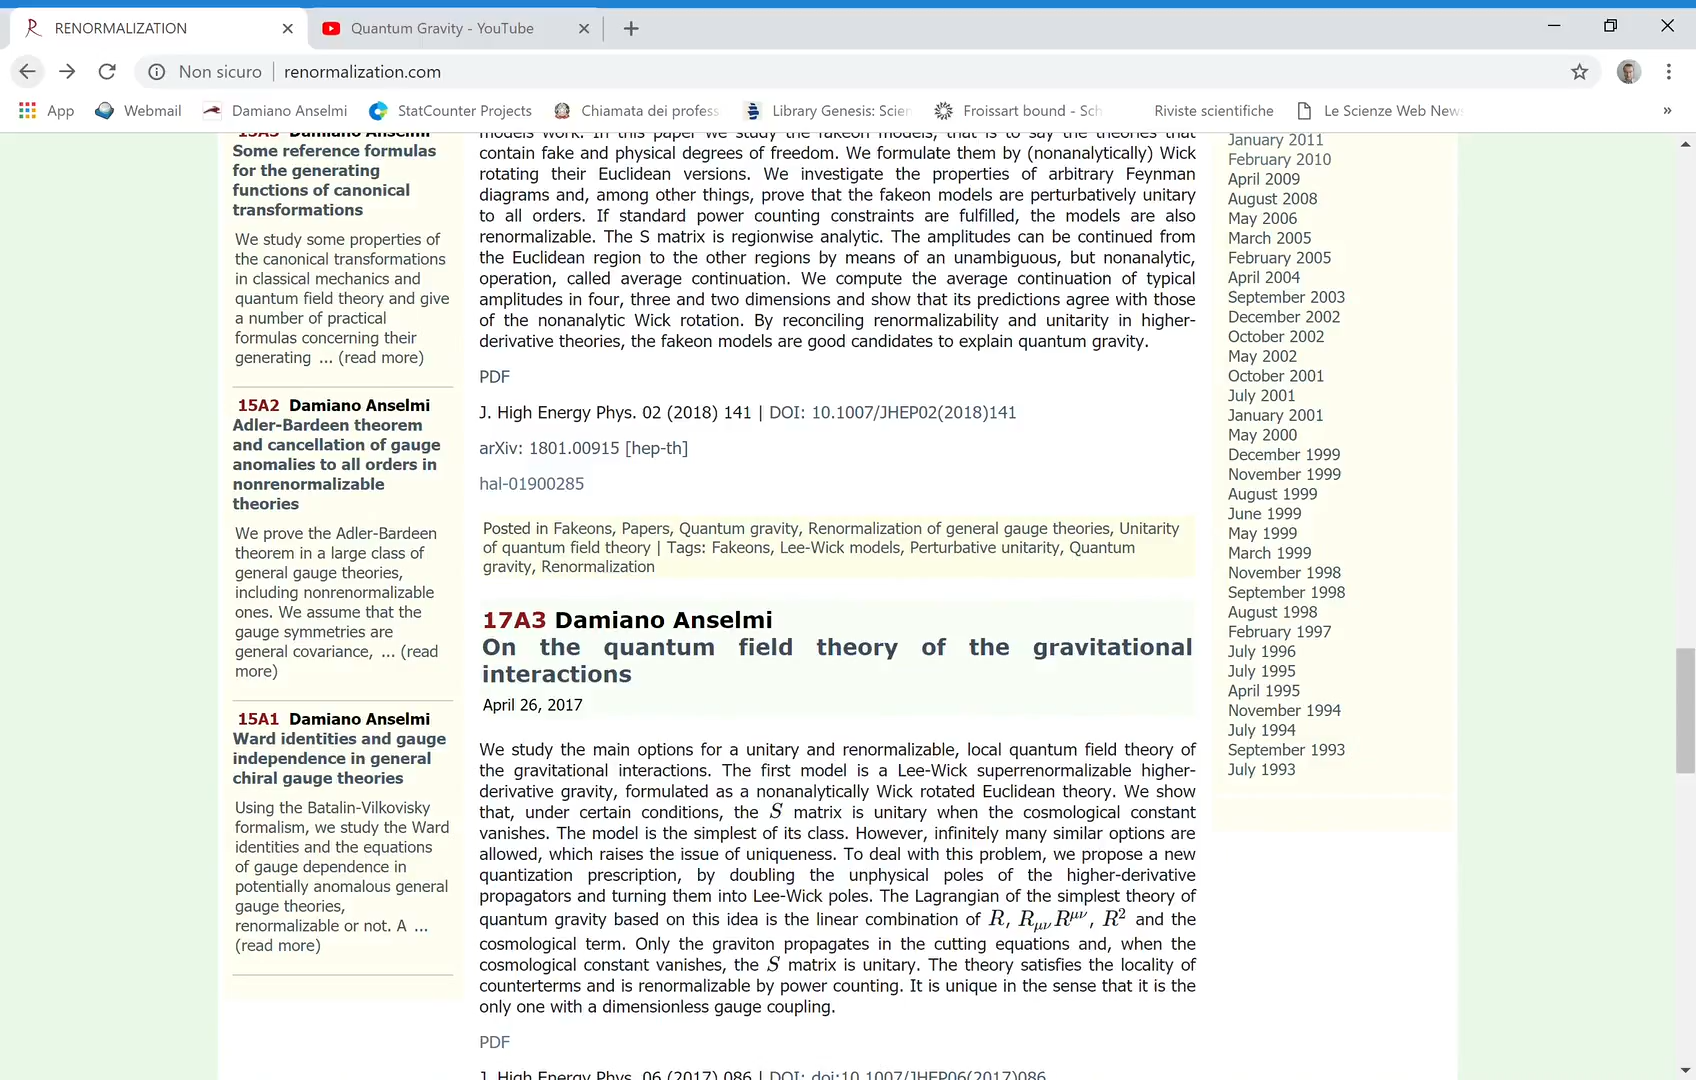 RENORMALIZATION
Quantum Gravity - YouTube
Non sicuro
renormalization.com
App
Webmail
Damiano Anselmi
StatCounter Projects
Chiamata dei profess
Library Genesis: Scien
Froissart bound - Sch
Riviste scientifiche
Le Scienze Web News
»
15A3 Damiano Anselmi
Some reference formulas
for the generating
functions of canonical
transformations
We study some properties of
the canonical transformations
in classical mechanics and
quantum field theory and give
a number of practical
formulas concerning their
generating ... (read more)
15A2 Damiano Anselmi
Adler-Bardeen theorem
and cancellation of gauge
anomalies to all orders in
nonrenormalizable
theories
We prove the Adler-Bardeen
theorem in a large class of
general gauge theories,
including nonrenormalizable
ones. We assume that the
gauge symmetries are
general covariance, ... (read
more)
15A1 Damiano Anselmi
Ward identities and gauge
independence in general
chiral gauge theories
Using the Batalin-Vilkovisky
formalism, we study the Ward
identities and the equations
of gauge dependence in
potentially anomalous general
gauge theories,
renormalizable or not. A ...
(read more)
models work. In this paper we study the fakeon models, that is to say the theories that
contain fake and physical degrees of freedom. We formulate them by (nonanalytically) Wick
rotating their Euclidean versions. We investigate the properties of arbitrary Feynman
diagrams and, among other things, prove that the fakeon models are perturbatively unitary
to all orders. If standard power counting constraints are fulfilled, the models are also
renormalizable. The S matrix is regionwise analytic. The amplitudes can be continued from
the Euclidean region to the other regions by means of an unambiguous, but nonanalytic,
operation, called average continuation. We compute the average continuation of typical
amplitudes in four, three and two dimensions and show that its predictions agree with those
of the nonanalytic Wick rotation. By reconciling renormalizability and unitarity in higher-
derivative theories, the fakeon models are good candidates to explain quantum gravity.
PDF
J. High Energy Phys. 02 (2018) 141 | DOI: 10.1007/JHEP02(2018)141
arXiv: 1801.00915 [hep-th]
hal-01900285
Posted in Fakeons, Papers, Quantum gravity, Renormalization of general gauge theories, Unitarity
of quantum field theory | Tags: Fakeons, Lee-Wick models, Perturbative unitarity, Quantum
gravity, Renormalization
17A3 Damiano Anselmi
On the quantum field theory of the gravitational
interactions
April 26, 2017
We study the main options for a unitary and renormalizable, local quantum field theory of
the gravitational interactions. The first model is a Lee-Wick superrenormalizable higher-
derivative gravity, formulated as a nonanalytically Wick rotated Euclidean theory. We show
that, under certain conditions, the S matrix is unitary when the cosmological constant
vanishes. The model is the simplest of its class. However, infinitely many similar options are
allowed, which raises the issue of uniqueness. To deal with this problem, we propose a new
quantization prescription, by doubling the unphysical poles of the higher-derivative
propagators and turning them into Lee-Wick poles. The Lagrangian of the simplest theory of
quantum gravity based on this idea is the linear combination of R, RμνRμν, R² and the
cosmological term. Only the graviton propagates in the cutting equations and, when the
cosmological constant vanishes, the S matrix is unitary. The theory satisfies the locality of
counterterms and is renormalizable by power counting. It is unique in the sense that it is the
only one with a dimensionless gauge coupling.
PDF
J. High Energy Phys. 06 (2017) 086 | DOI: doi:10.1007/JHEP06(2017)086
January 2011
February 2010
April 2009
August 2008
May 2006
March 2005
February 2005
April 2004
September 2003
December 2002
October 2002
May 2002
October 2001
July 2001
January 2001
May 2000
December 1999
November 1999
August 1999
June 1999
May 1999
March 1999
November 1998
September 1998
August 1998
February 1997
July 1996
July 1995
April 1995
November 1994
July 1994
September 1993
July 1993